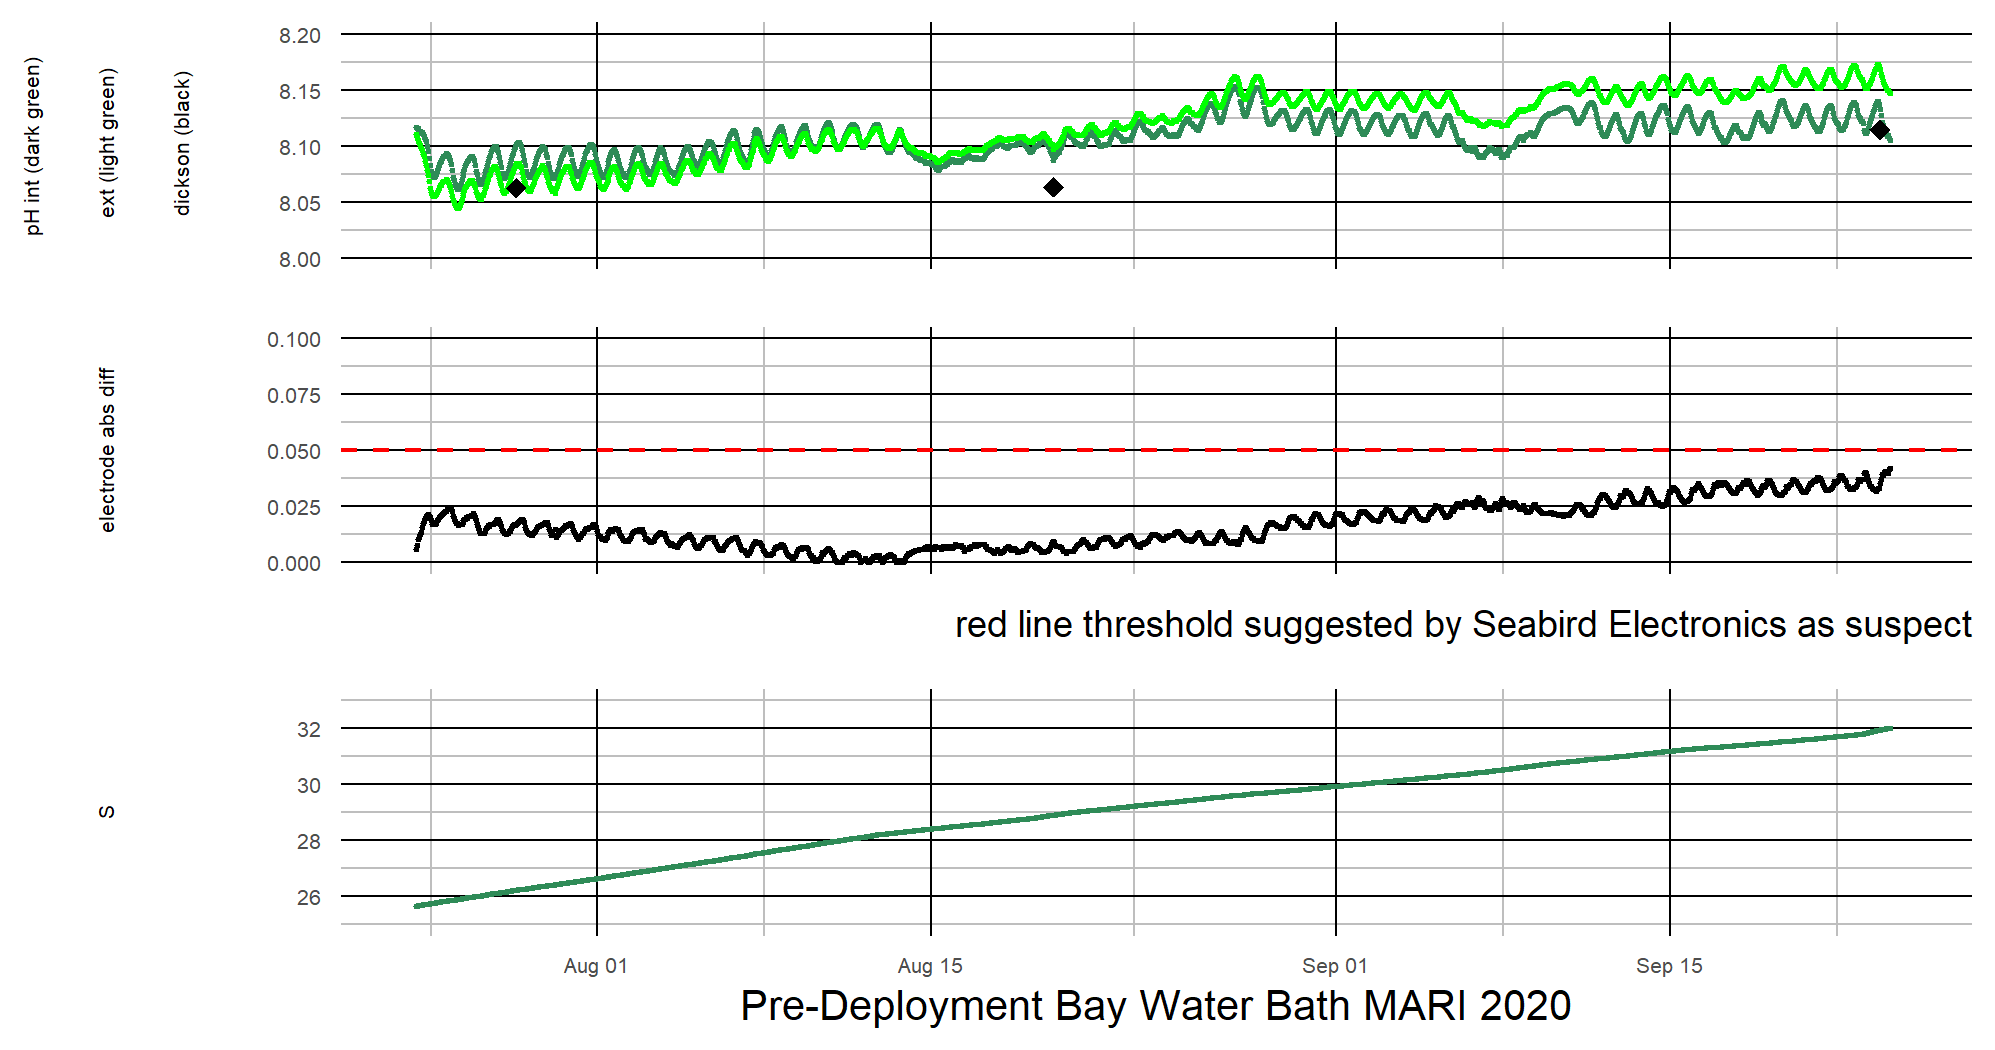 pH int (dark green)
ext (light green)
dickson (black)
8.20
8.15
8.10
8.05
8.00
electrode abs diff
0.100
0.075
0.050
0.025
0.000
red line threshold suggested by Seabird Electronics as suspect
S
32
30
28
26
Aug 01 Aug 15 Sep 01 Sep 15
Pre-Deployment Bay Water Bath MARI 2020